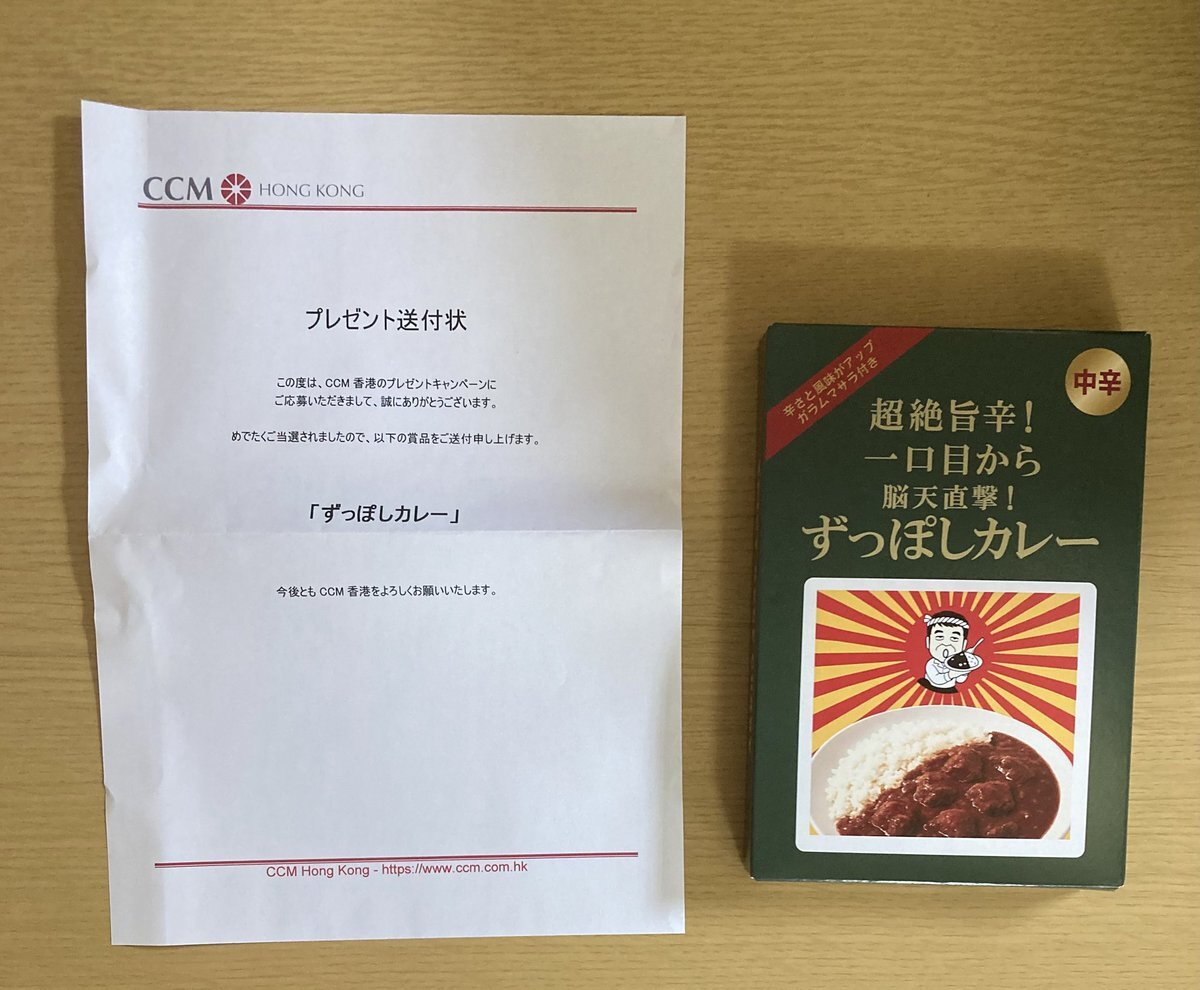 CCM HONG KONG
プレゼント送付状
この度は、CCM 香港のプレゼントキャンペーンに
ご応募いただきまして、誠にありがとうございます。
めでたくご当選されましたので、以下の賞品をご送付申し上げます。
「ずっぽしカレー」
今後とも CCM 香港をよろしくお願いいたします。
CCM Hong Kong - https://www.ccm.com.hk
辛さと風味がアップ
ガラムマサラ付き
中辛
超絶旨辛！
一口目から
脳天直撃！
ずっぽしカレー